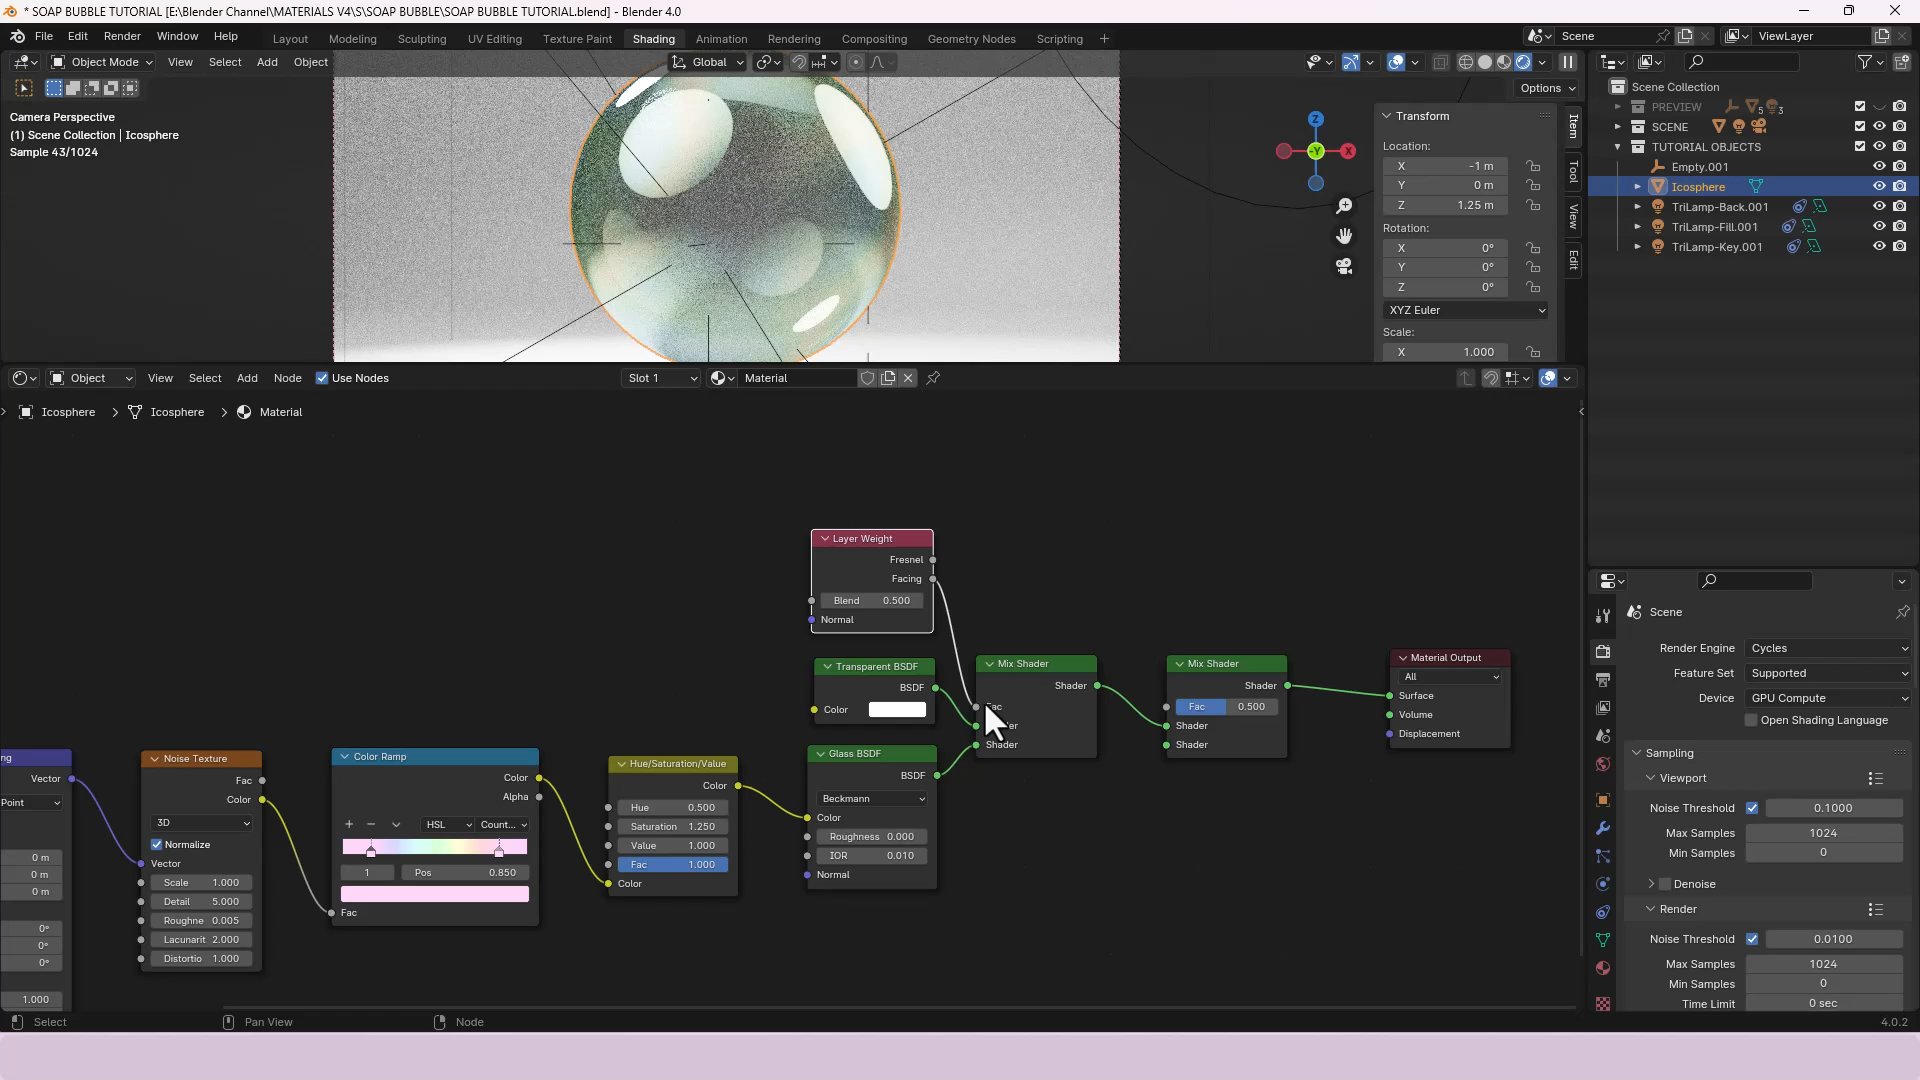 * SOAP BUBBLE TUTORIAL [E:\Blender Channel\MATERIALS V4\S\SOAP BUBBLE\SOAP BUBBLE TUTORIAL.blend] - Blender 4.0
File Edit Render Window Help Layout Modeling Sculpting UV Editing Texture Paint Shading Animation Rendering Compositing Geometry Nodes Scripting + Scene ViewLayer
Object Mode View Select Add Object Global
Options
Camera Perspective
(1) Scene Collection | Icosphere
Sample 43/1024
Z
-Y
X
Transform
Location:
X -1 m
Y 0 m
Z 1.25 m
Rotation:
X 0°
Y 0°
Z 0°
XYZ Euler
Scale:
X 1.000
Item
Tool
View
Edit
Scene Collection
PREVIEW 5 3
SCENE
TUTORIAL OBJECTS
Empty.001
Icosphere
TriLamp-Back.001
TriLamp-Fill.001
TriLamp-Key.001
Object View Select Add Node Use Nodes Slot 1 Material
Icosphere > Icosphere > Material
Layer Weight
Fresnel
Facing
Blend 0.500
Normal
Transparent BSDF
BSDF
Color
Glass BSDF
BSDF
Beckmann
Color
Roughness 0.000
IOR 0.010
Normal
Mix Shader
Shader
Fac
Shader
Mix Shader
Shader
Fac 0.500
Shader
Shader
Material Output
All
Surface
Volume
Displacement
ng
Vector
Point
0 m
0 m
0 m
0°
0°
0°
1.000
Noise Texture
Fac
Color
3D
Normalize
Vector
Scale 1.000
Detail 5.000
Roughne 0.005
Lacunarit 2.000
Distortio 1.000
Color Ramp
Color
Alpha
HSL Count...
1 Pos 0.850
Fac
Hue/Saturation/Value
Color
Hue 0.500
Saturation 1.250
Value 1.000
Fac 1.000
Color
Scene
Render Engine Cycles
Feature Set Supported
Device GPU Compute
Open Shading Language
Sampling
Viewport
Noise Threshold 0.1000
Max Samples 1024
Min Samples 0
Denoise
Render
Noise Threshold 0.0100
Max Samples 1024
Min Samples 0
Time Limit 0 sec
Select Pan View Node 4.0.2